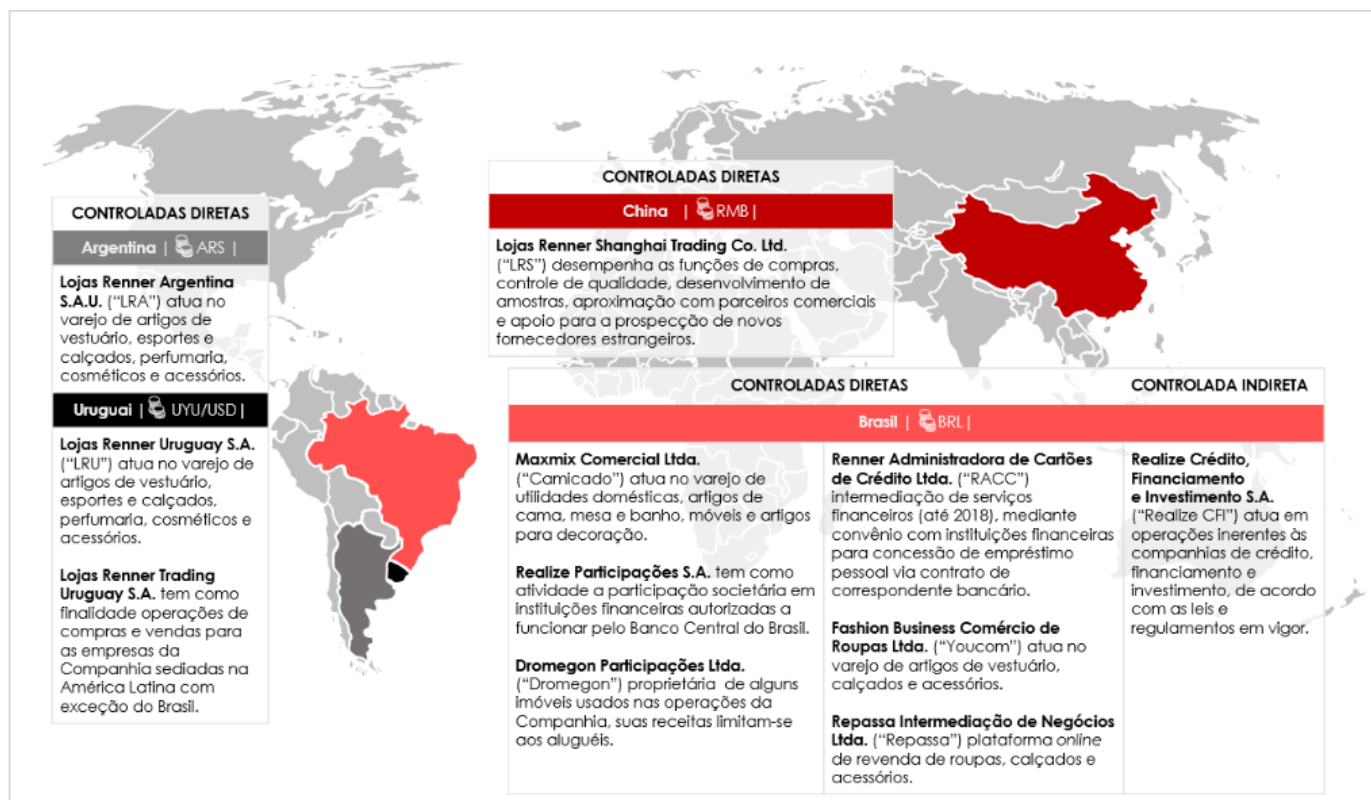 CONTROLADAS DIRETAS
Argentina | ARS |
Lojas Renner Argentina
S.A.U. (“LRA”) atua no
varejo de artigos de
vestuário, esportes e
calçados, perfumaria,
cosméticos e acessórios.
Uruguai | UYU/USD |
Lojas Renner Uruguay S.A.
(“LRU”) atua no varejo de
artigos de vestuário,
esportes e calçados,
perfumaria, cosméticos e
acessórios.
Lojas Renner Trading
Uruguay S.A. tem como
finalidade operações de
compras e vendas para
as empresas da
Companhia sediadas na
América Latina com
exceção do Brasil.
CONTROLADAS DIRETAS
China | RMB |
Lojas Renner Shanghai Trading Co. Ltd.
(“LRS”) desempenha as funções de compras,
controle de qualidade, desenvolvimento de
amostras, aproximação com parceiros comerciais
e apoio para a prospecção de novos
fornecedores estrangeiros.
CONTROLADAS DIRETAS
CONTROLADA INDIRETA
Brasil | BRL |
Maxmix Comercial Ltda.
(“Camicado”) atua no varejo de
utilidades domésticas, artigos de
cama, mesa e banho, móveis e artigos
para decoração.
Realize Participações S.A. tem como
atividade a participação societária em
instituições financeiras autorizadas a
funcionar pelo Banco Central do Brasil.
Dromegon Participações Ltda.
(“Dromegon”) proprietária de alguns
imóveis usados nas operações da
Companhia, suas receitas limitam-se
aos aluguéis.
Renner Administradora de Cartões
de Crédito Ltda. (“RACC”)
intermediação de serviços
financeiros (até 2018), mediante
convênio com instituições financeiras
para concessão de empréstimo
pessoal via contrato de
correspondente bancário.
Fashion Business Comércio de
Roupas Ltda. (“Youcom”) atua no
varejo de artigos de vestuário,
calçados e acessórios.
Repassa Intermediação de Negócios
Ltda. (“Repassa”) plataforma online
de revenda de roupas, calçados e
acessórios.
Realize Crédito,
Financiamento
e Investimento S.A.
(“Realize CFI”) atua em
operações inerentes às
companhias de crédito,
financiamento e
investimento, de acordo
com as leis e
regulamentos em vigor.